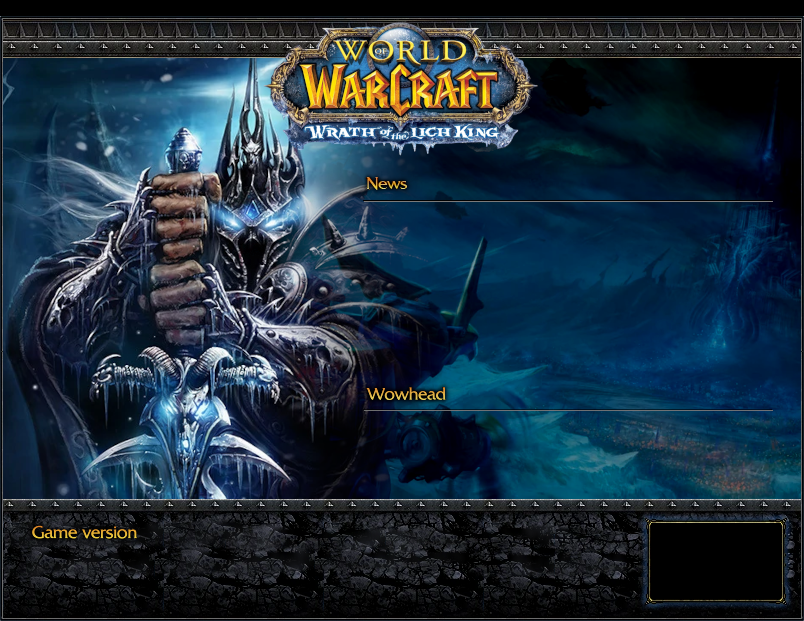 WORLD
OF
WARCRAFT
WRATH of the LICH KING
News
Wowhead
Game version